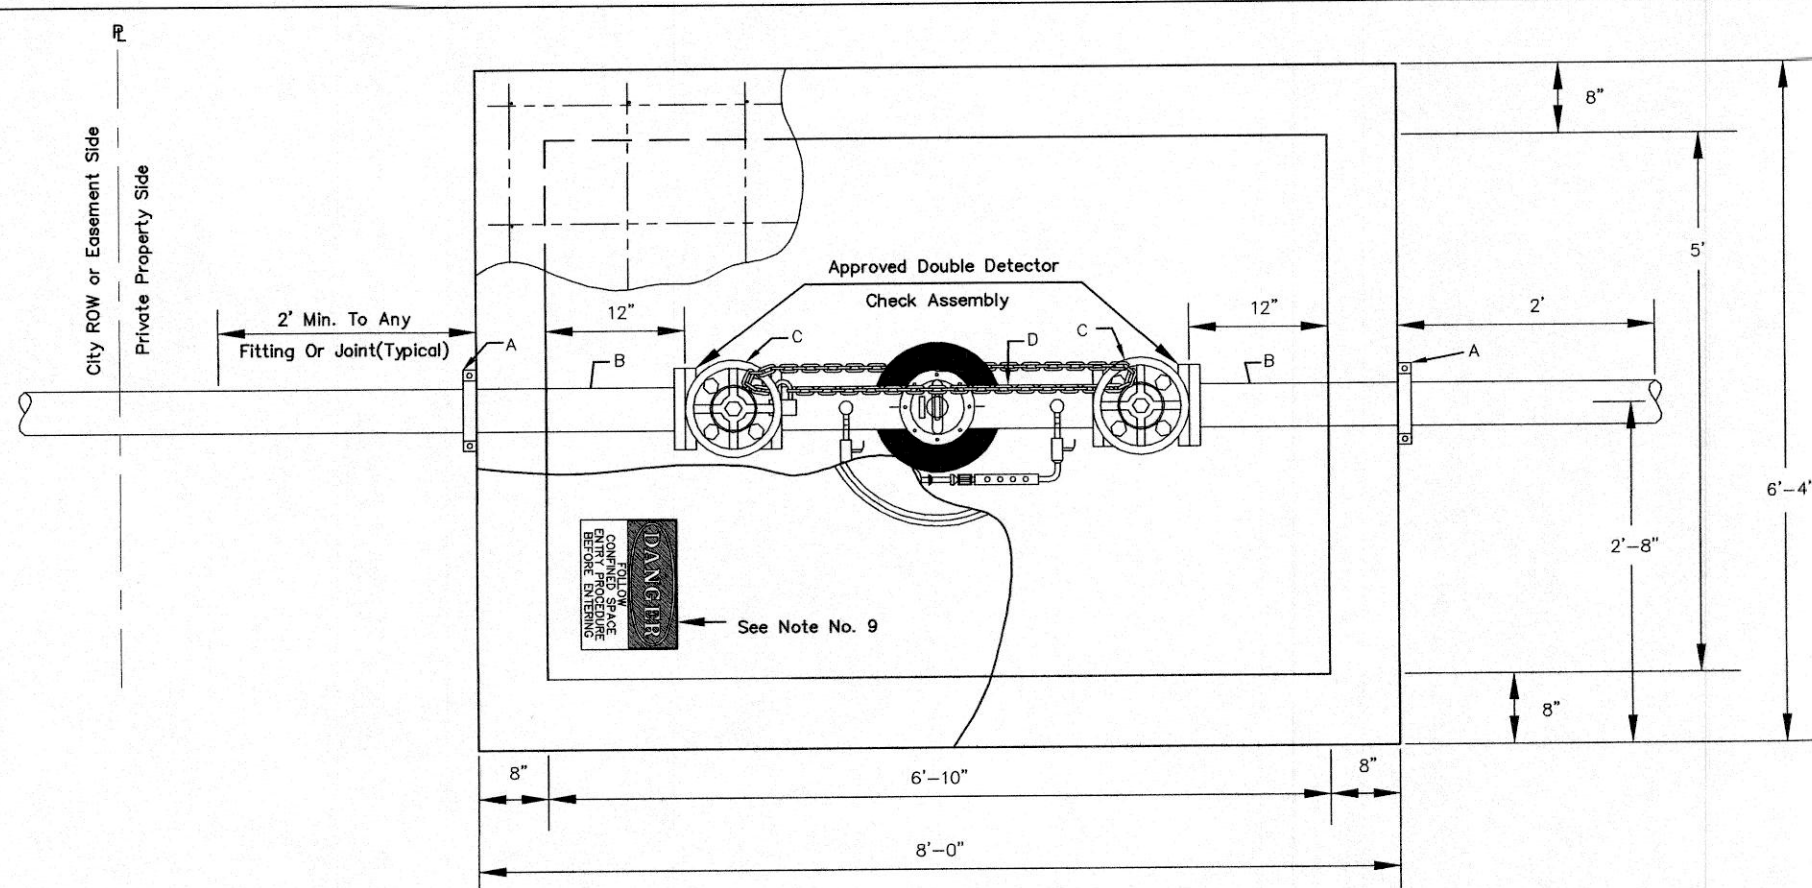 ℄
City ROW or Easement Side
Private Property Side
8"
5'
Approved Double Detector
Check Assembly
12"
12"
2'
2' Min. To Any
Fitting Or Joint(Typical)
A
B
C
D
C
B
A
6'-4"
2'-8"
DANGER
FOLLOW
CONFINED SPACE
ENTRY PROCEDURE
BEFORE ENTERING
See Note No. 9
8"
8"
6'-10"
8"
8'-0"